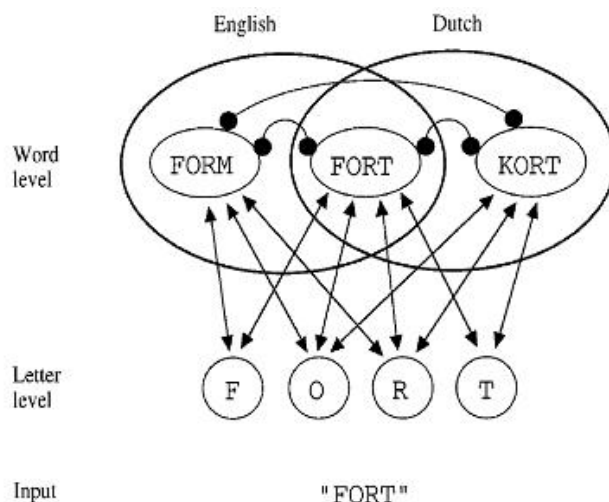 English Dutch
Word
level
FORM FORT KORT
Letter
level
F O R T
Input "FORT"